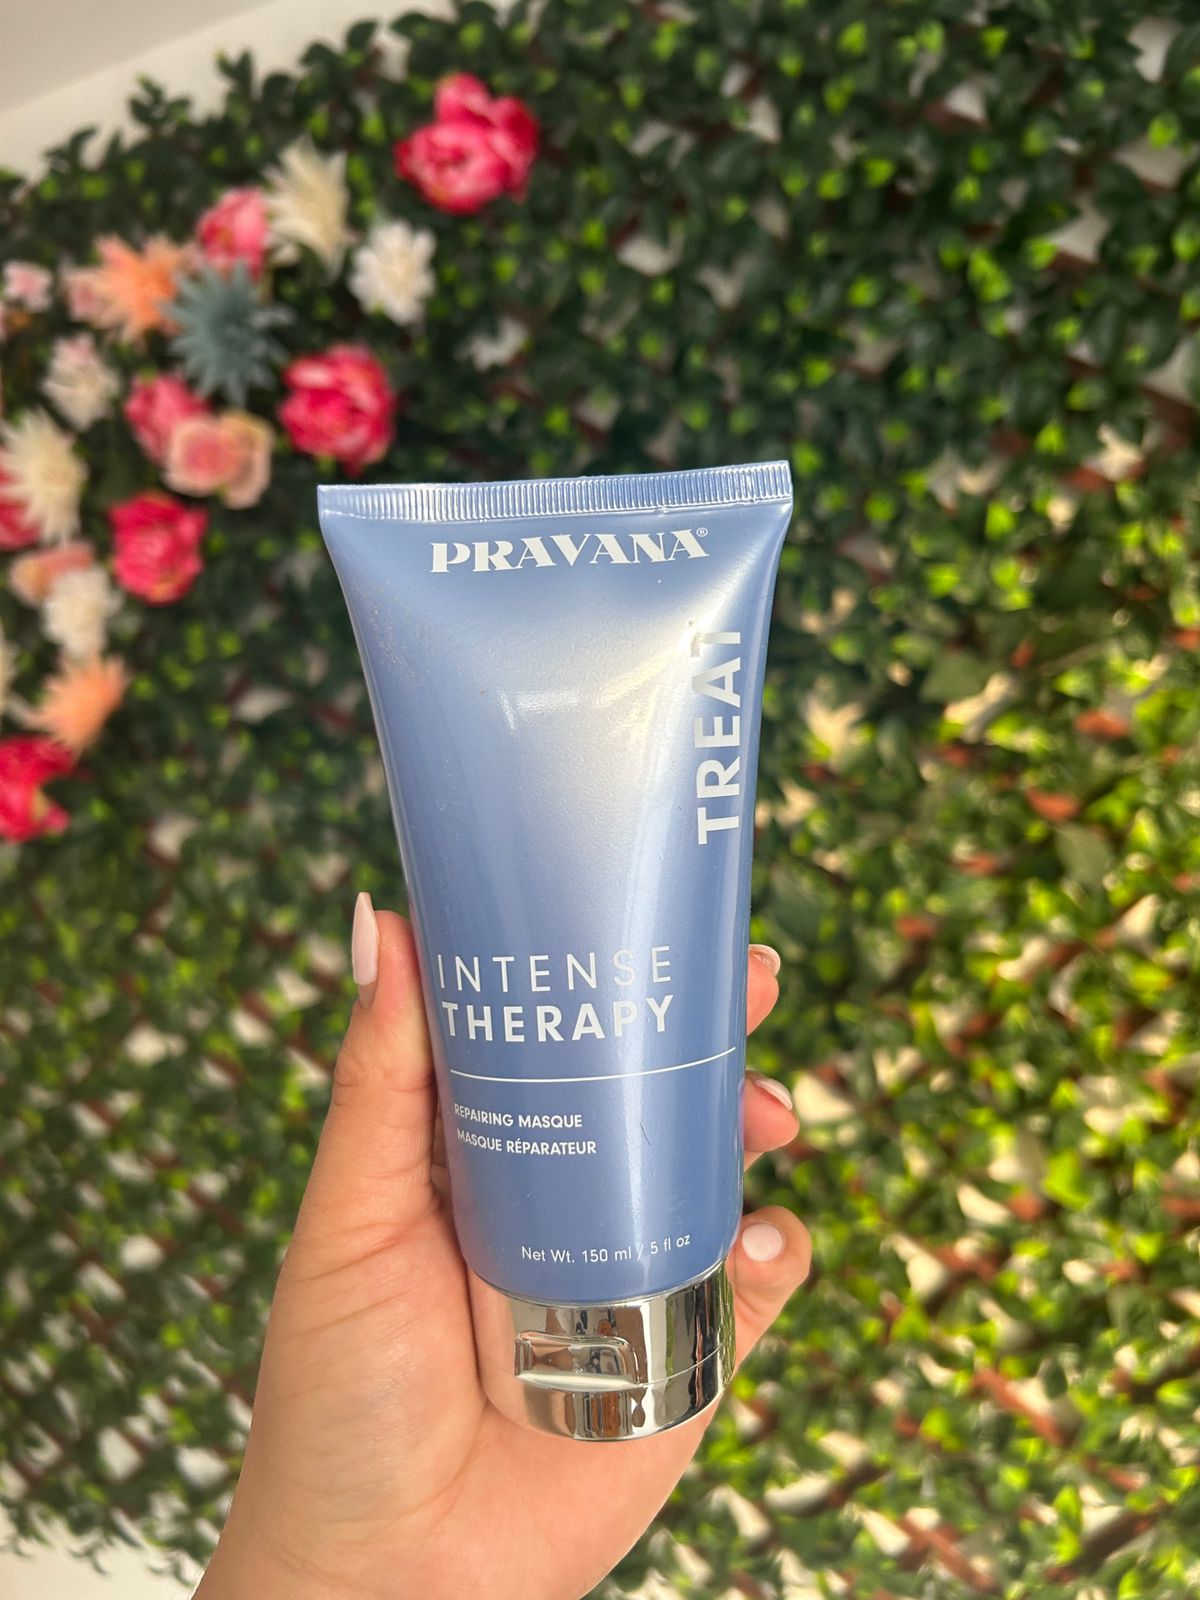 PRAVANA®
TREAT
INTENSE
THERAPY
REPAIRING MASQUE
MASQUE RÉPARATEUR
Net Wt. 150 ml / 5 fl oz